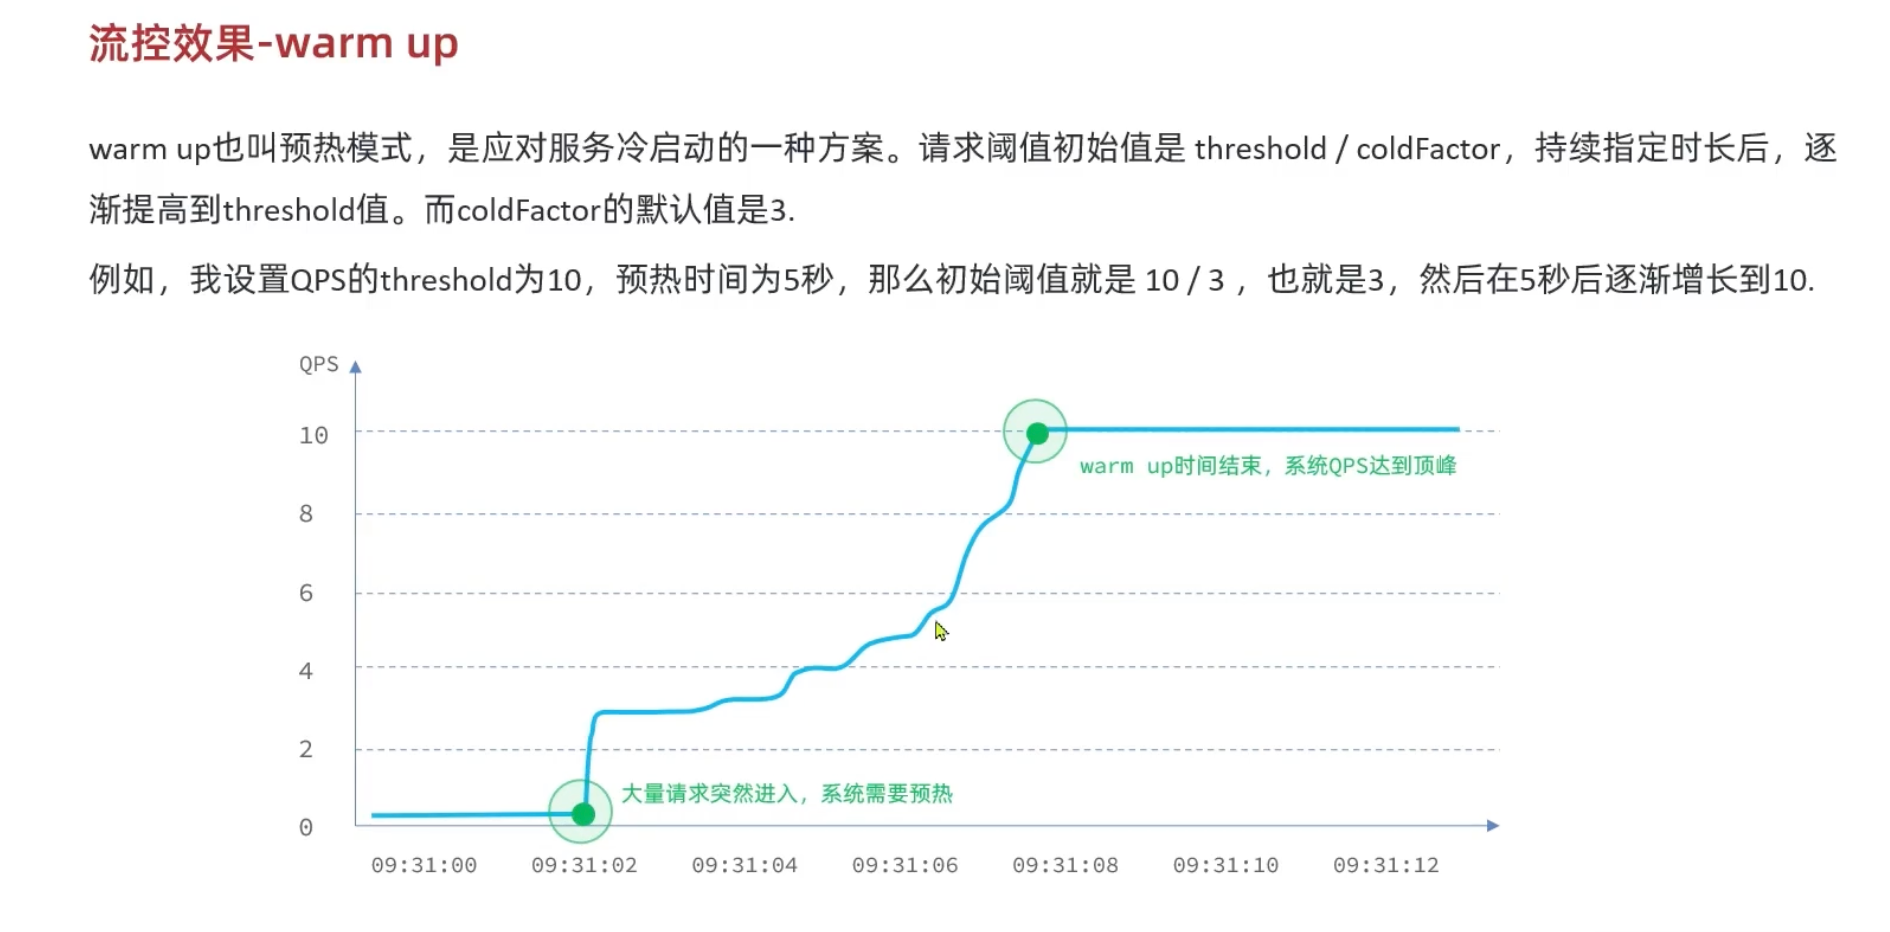 流控效果-warm up
warm up也叫预热模式，是应对服务冷启动的一种方案。请求阈值初始值是 threshold / coldFactor，持续指定时长后，逐
渐提高到threshold值。而coldFactor的默认值是3.
例如，我设置QPS的threshold为10，预热时间为5秒，那么初始阈值就是 10 / 3 ，也就是3，然后在5秒后逐渐增长到10.
QPS
10
warm up时间结束，系统QPS达到顶峰
8
6
4
2
大量请求突然进入，系统需要预热
0
09:31:00 09:31:02 09:31:04 09:31:06 09:31:08 09:31:10 09:31:12